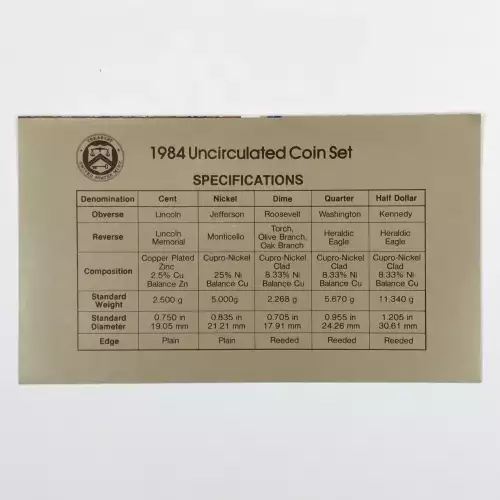 1984 Uncirculated Coin Set
SPECIFICATIONS
Denomination Cent Nickel Dime Quarter Half Dollar
Obverse Lincoln Jefferson Roosevelt Washington Kennedy
Reverse Lincoln Memorial Monticello Torch, Olive Branch, Oak Branch Heraldic Eagle Heraldic Eagle
Composition Copper Plated Zinc 2.5% Cu Balance Zn Cupro-Nickel 25% Ni Balance Cu Cupro-Nickel Clad 8.33% Ni Balance Cu Cupro-Nickel Clad 8.33% Ni Balance Cu Cupro-Nickel Clad 8.33% Ni Balance Cu
Standard Weight 2.500 g 5.000g 2.268 g 5.670 g 11.340 g
Standard Diameter 0.750 in 19.05 mm 0.835 in 21.21 mm 0.705 in 17.91 mm 0.955 in 24.26 mm 1.205 in 30.61 mm
Edge Plain Plain Reeded Reeded Reeded